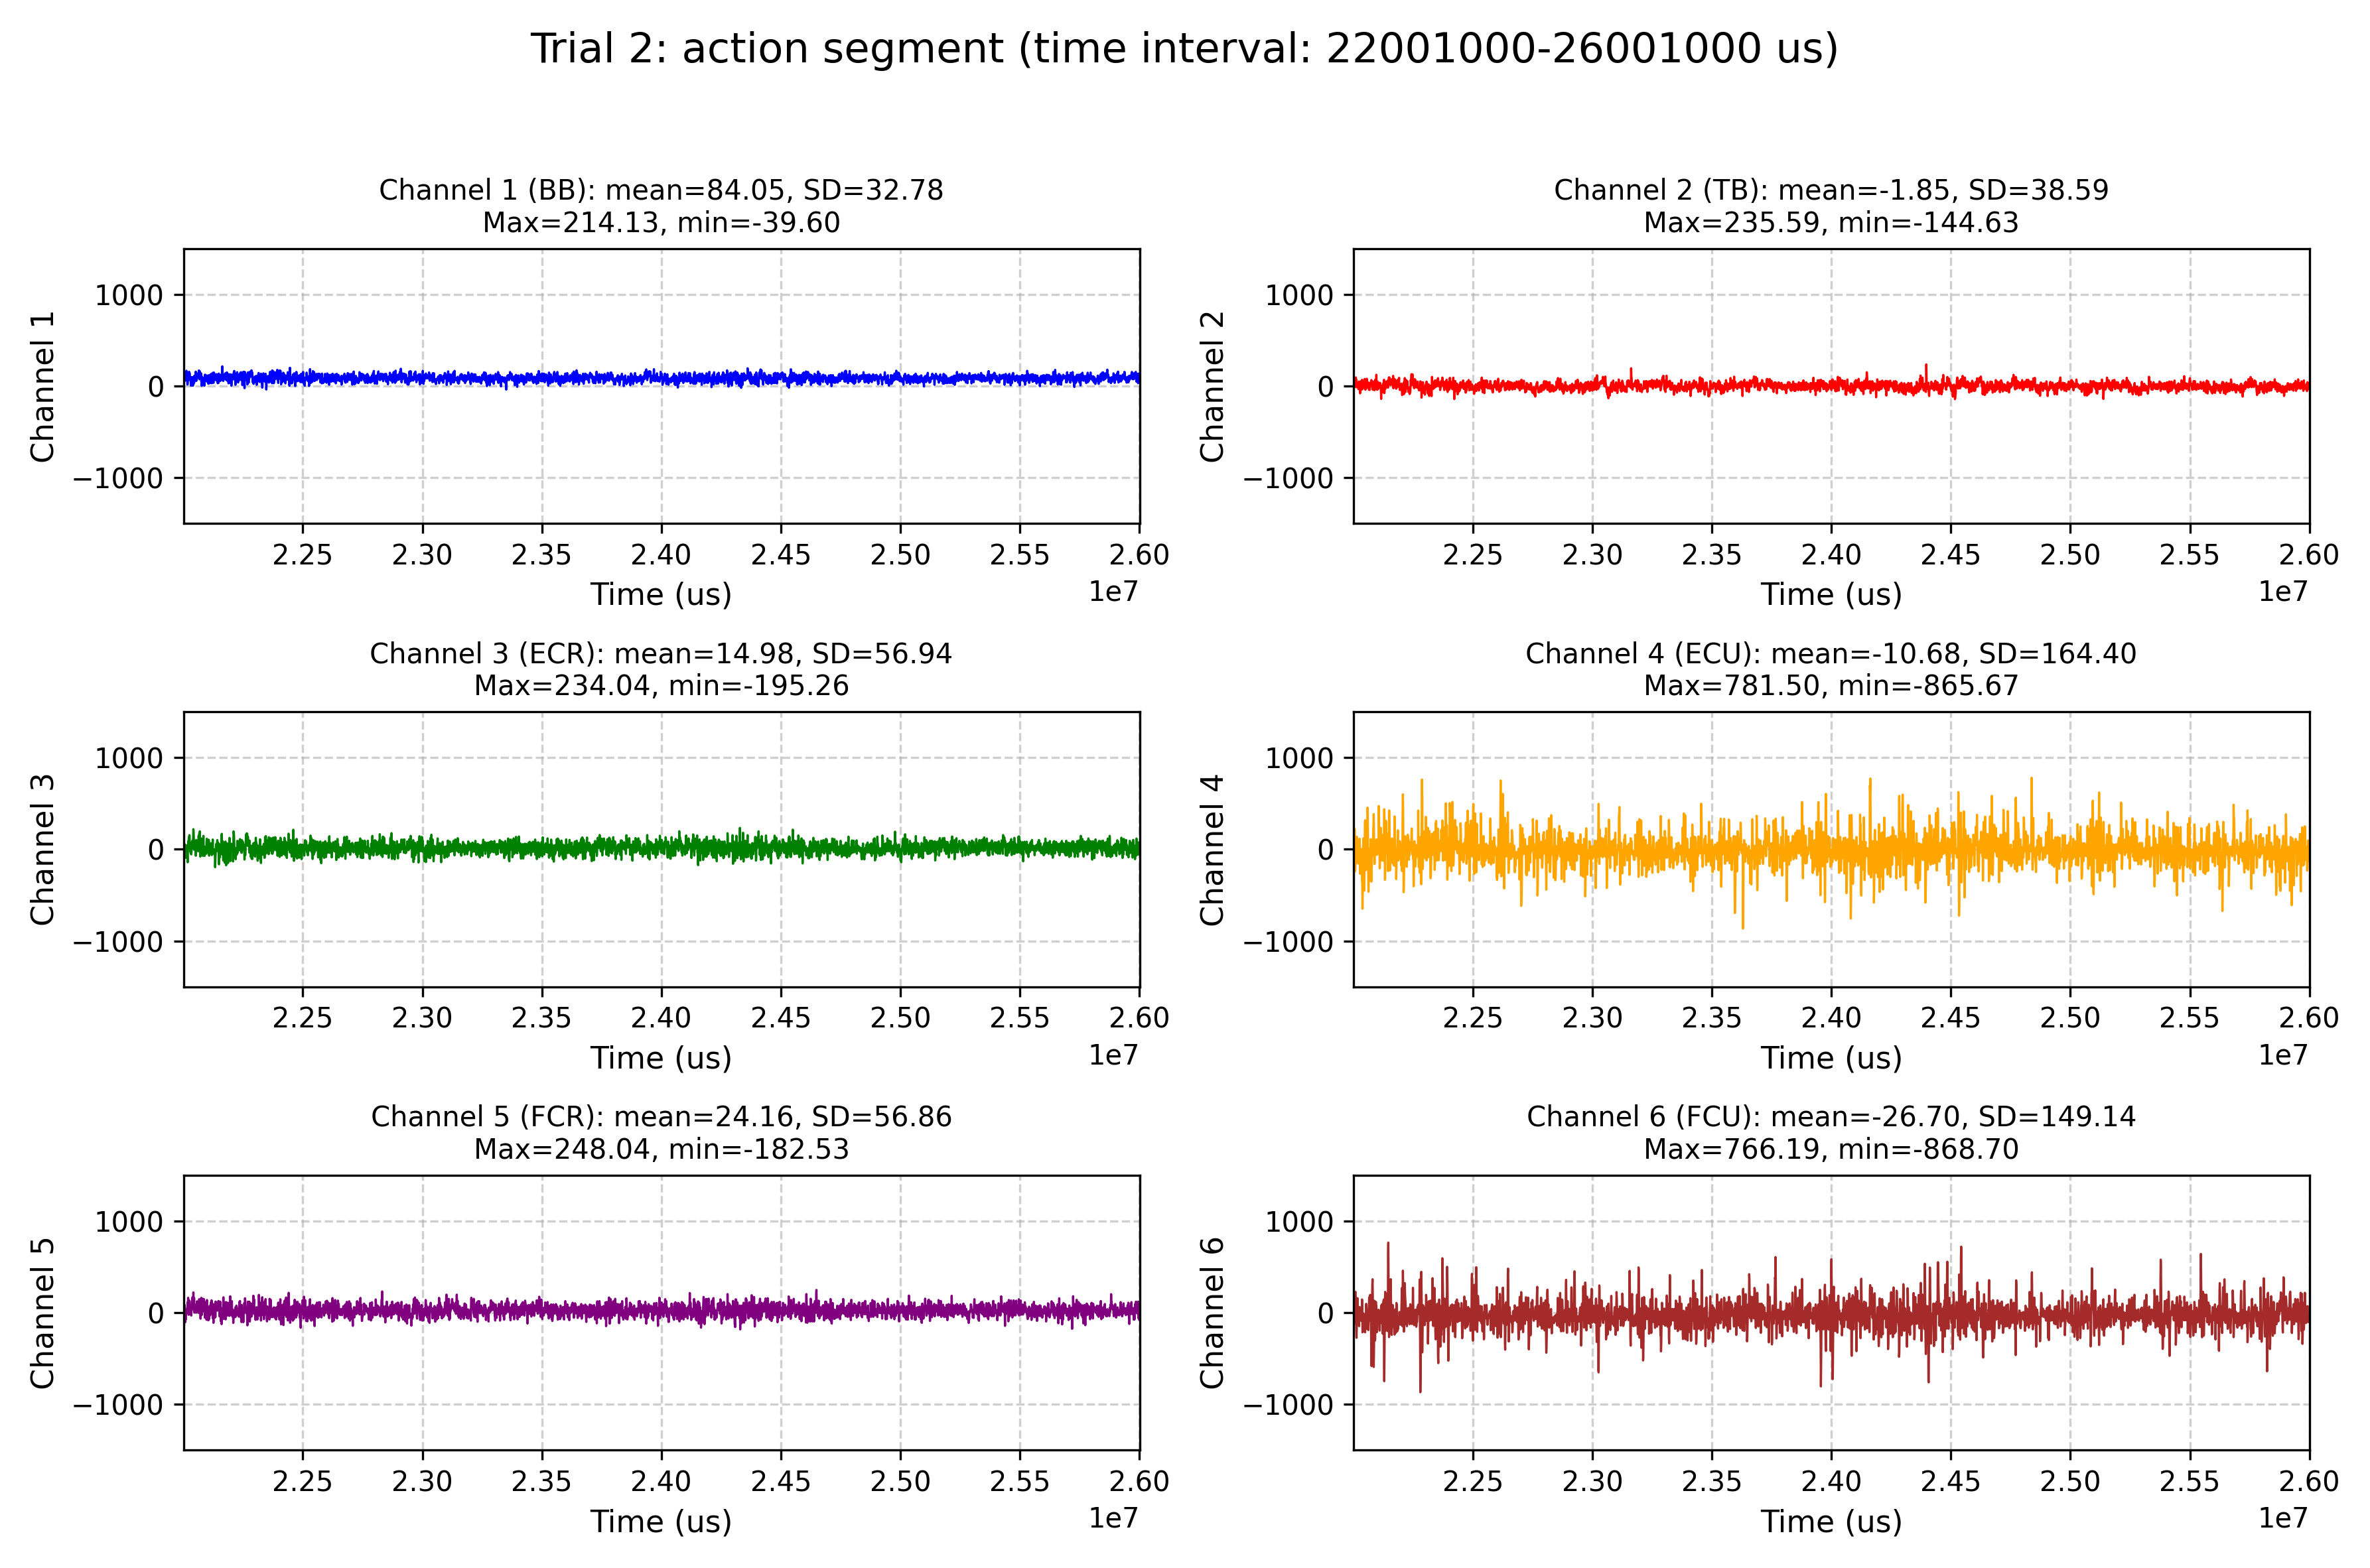 Trial 2: action segment (time interval: 22001000-26001000 us)
Channel 1 (BB): mean=84.05, SD=32.78
Max=214.13, min=-39.60
Channel 1
1000
0
−1000
2.25 2.30 2.35 2.40 2.45 2.50 2.55 2.60
Time (us)
1e7
Channel 2 (TB): mean=-1.85, SD=38.59
Max=235.59, min=-144.63
Channel 2
1000
0
−1000
2.25 2.30 2.35 2.40 2.45 2.50 2.55 2.60
Time (us)
1e7
Channel 3 (ECR): mean=14.98, SD=56.94
Max=234.04, min=-195.26
Channel 3
1000
0
−1000
2.25 2.30 2.35 2.40 2.45 2.50 2.55 2.60
Time (us)
1e7
Channel 4 (ECU): mean=-10.68, SD=164.40
Max=781.50, min=-865.67
Channel 4
1000
0
−1000
2.25 2.30 2.35 2.40 2.45 2.50 2.55 2.60
Time (us)
1e7
Channel 5 (FCR): mean=24.16, SD=56.86
Max=248.04, min=-182.53
Channel 5
1000
0
−1000
2.25 2.30 2.35 2.40 2.45 2.50 2.55 2.60
Time (us)
1e7
Channel 6 (FCU): mean=-26.70, SD=149.14
Max=766.19, min=-868.70
Channel 6
1000
0
−1000
2.25 2.30 2.35 2.40 2.45 2.50 2.55 2.60
Time (us)
1e7